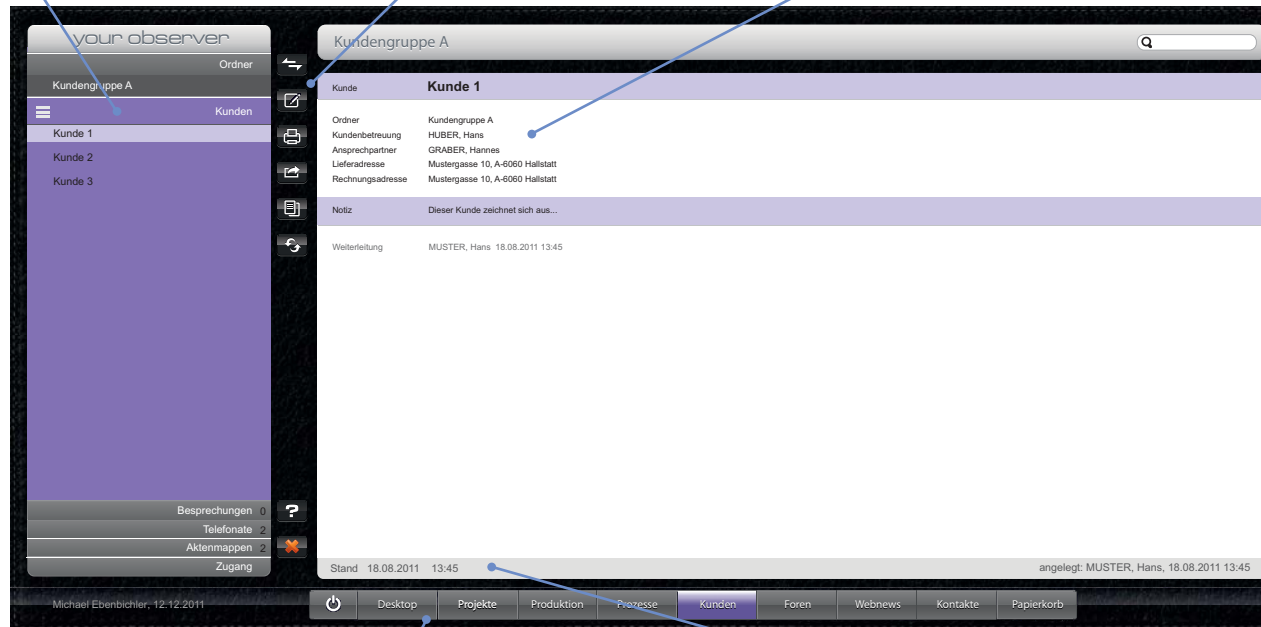 your observer
Ordner
Kundengruppe A
Kunden
Kunde 1
Kunde 2
Kunde 3
Besprechungen 0
Telefonate 2
Aktenmappen 2
Zugang
Michael Ebenbichler, 12.12.2011
?
Kundengruppe A
Kunde Kunde 1
Ordner Kundengruppe A
Kundenbetreuung HUBER, Hans
Ansprechpartner GRABER, Hannes
Lieferadresse Mustergasse 10, A-6060 Hallstatt
Rechnungsadresse Mustergasse 10, A-6060 Hallstatt
Notiz Dieser Kunde zeichnet sich aus...
Weiterleitung MUSTER, Hans 18.08.2011 13:45
Stand 18.08.2011 13:45 angelegt: MUSTER, Hans, 18.08.2011 13:45
Desktop Projekte Produktion Prozesse Kunden Foren Webnews Kontakte Papierkorb